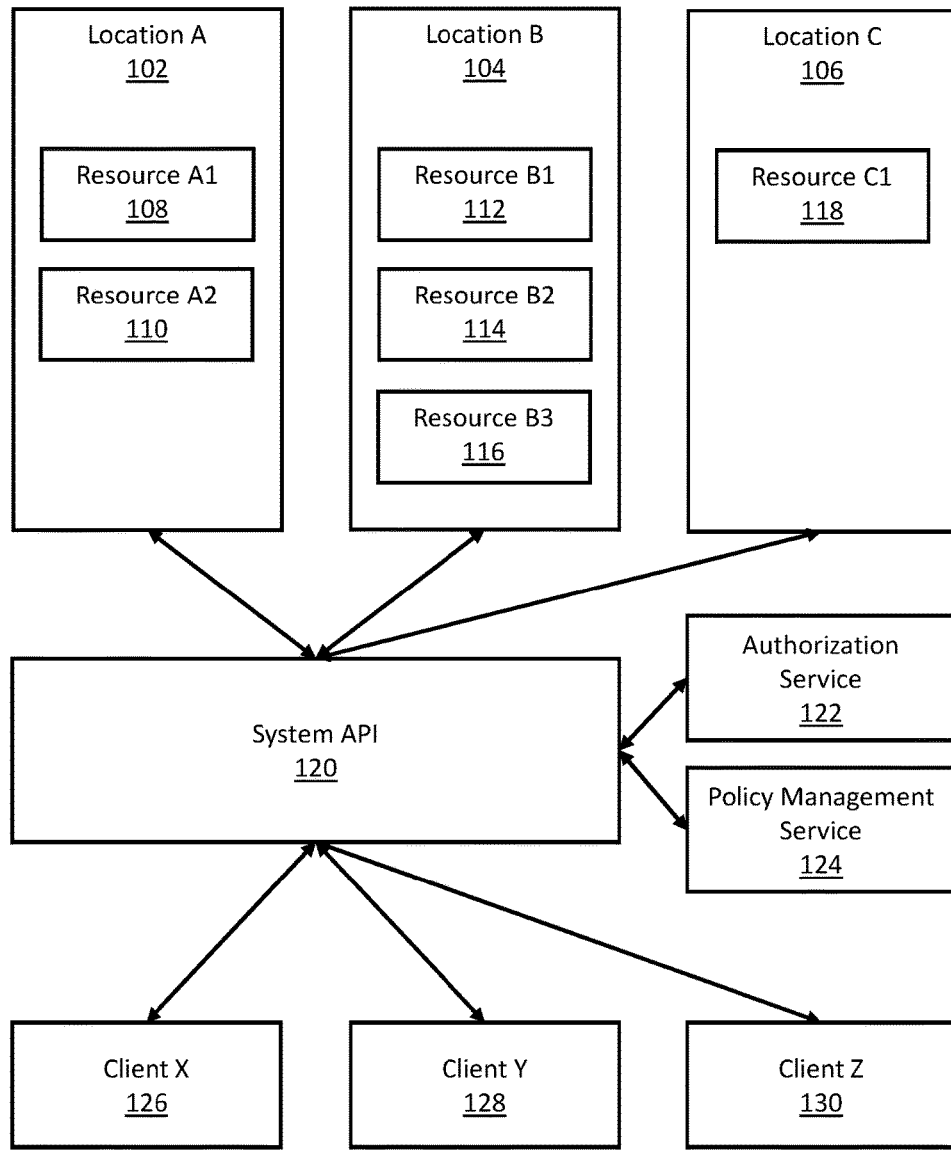 Location A
102
Resource A1
108
Resource A2
110
Location B
104
Resource B1
112
Resource B2
114
Resource B3
116
Location C
106
Resource C1
118
System API
120
Authorization
Service
122
Policy Management
Service
124
Client X
126
Client Y
128
Client Z
130